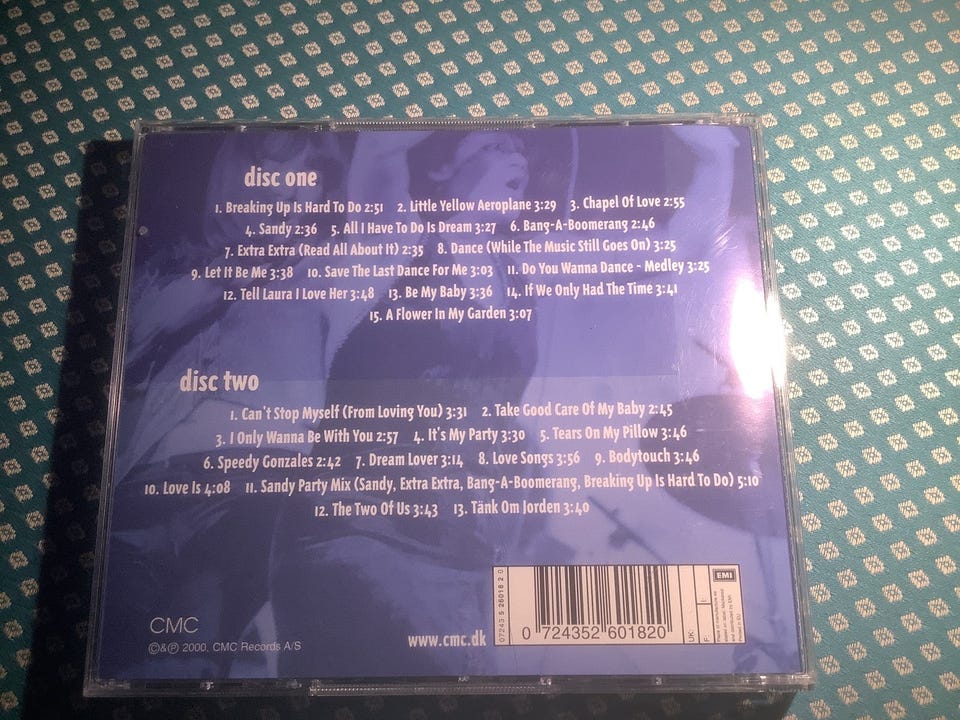 disc one
1. Breaking Up Is Hard To Do 2:51 2. Little Yellow Aeroplane 3:29 3. Chapel Of Love 2:55
4. Sandy 2:36 5. All I Have To Do Is Dream 3:27 6. Bang-A-Boomerang 2:46
7. Extra Extra (Read All About It) 2:35 8. Dance (While The Music Still Goes On) 3:25
9. Let It Be Me 3:38 10. Save The Last Dance For Me 3:03 11. Do You Wanna Dance - Medley 3:25
12. Tell Laura I Love Her 3:48 13. Be My Baby 3:36 14. If We Only Had The Time 3:41
15. A Flower In My Garden 3:07
disc two
1. Can't Stop Myself (From Loving You) 3:31 2. Take Good Care Of My Baby 2:45
3. I Only Wanna Be With You 2:57 4. It's My Party 3:30 5. Tears On My Pillow 3:46
6. Speedy Gonzales 2:42 7. Dream Lover 3:14 8. Love Songs 3:56 9. Bodytouch 3:46
10. Love Is 4:08 11. Sandy Party Mix (Sandy, Extra Extra, Bang-A-Boomerang, Breaking Up Is Hard To Do) 5:10
12. The Two Of Us 3:43 13. Tänk Om Jorden 3:40
CMC
©&℗ 2000, CMC Records A/S
www.cmc.dk
07243 5 26018 2 0
0 724352 601820
UK:
F:
EMI
Printed in EU